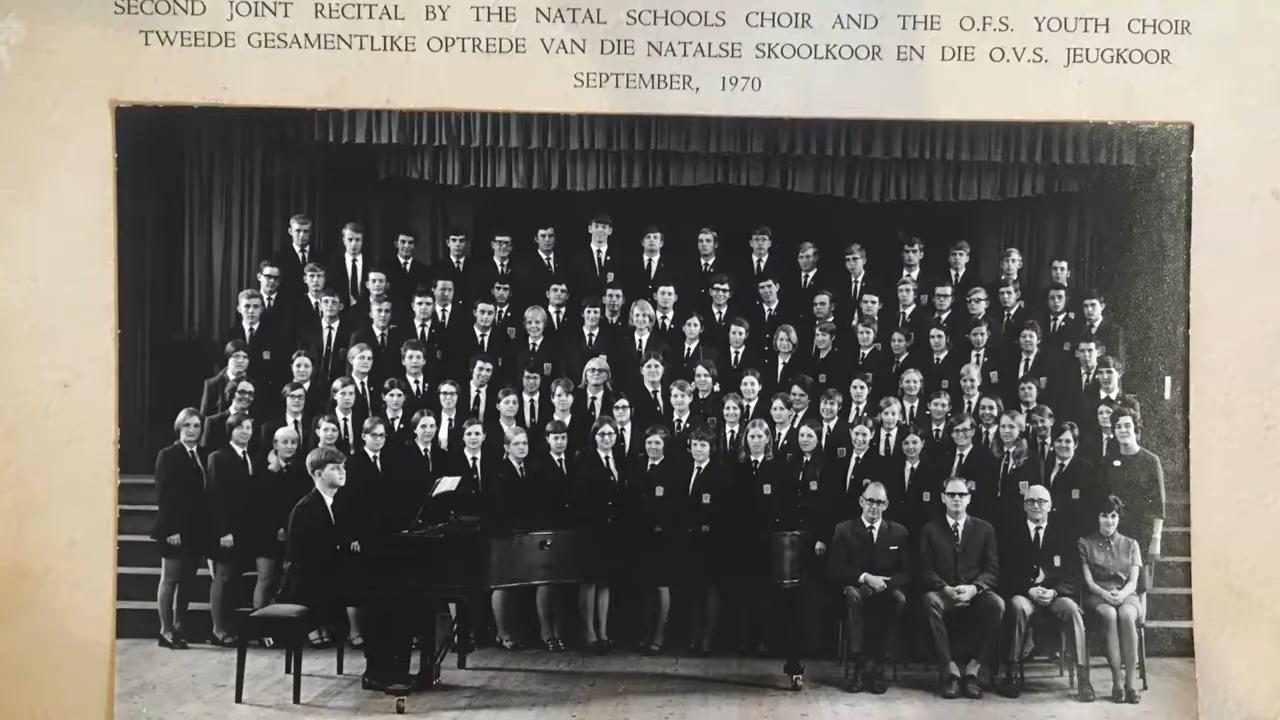 SECOND JOINT RECITAL BY THE NATAL SCHOOLS CHOIR AND THE O.F.S. YOUTH CHOIR
TWEEDE GESAMENTLIKE OPTREDE VAN DIE NATALSE SKOOLKOOR EN DIE O.V.S. JEUGKOOR
SEPTEMBER, 1970